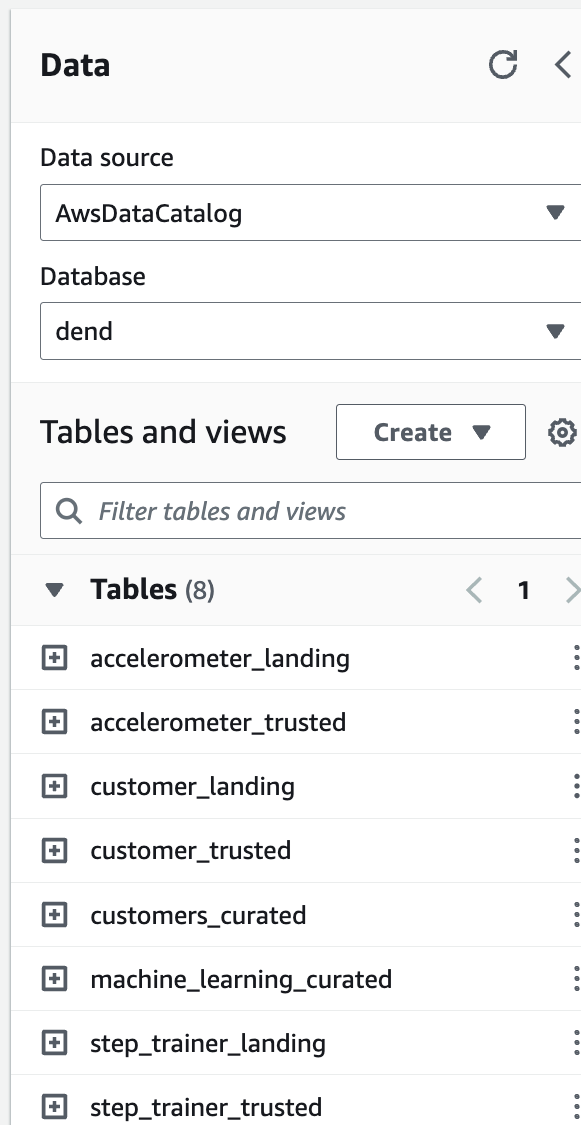 Data
Data source
AwsDataCatalog
Database
dend
Tables and views
Create
Filter tables and views
Tables (8)
1
accelerometer_landing
accelerometer_trusted
customer_landing
customer_trusted
customers_curated
machine_learning_curated
step_trainer_landing
step_trainer_trusted